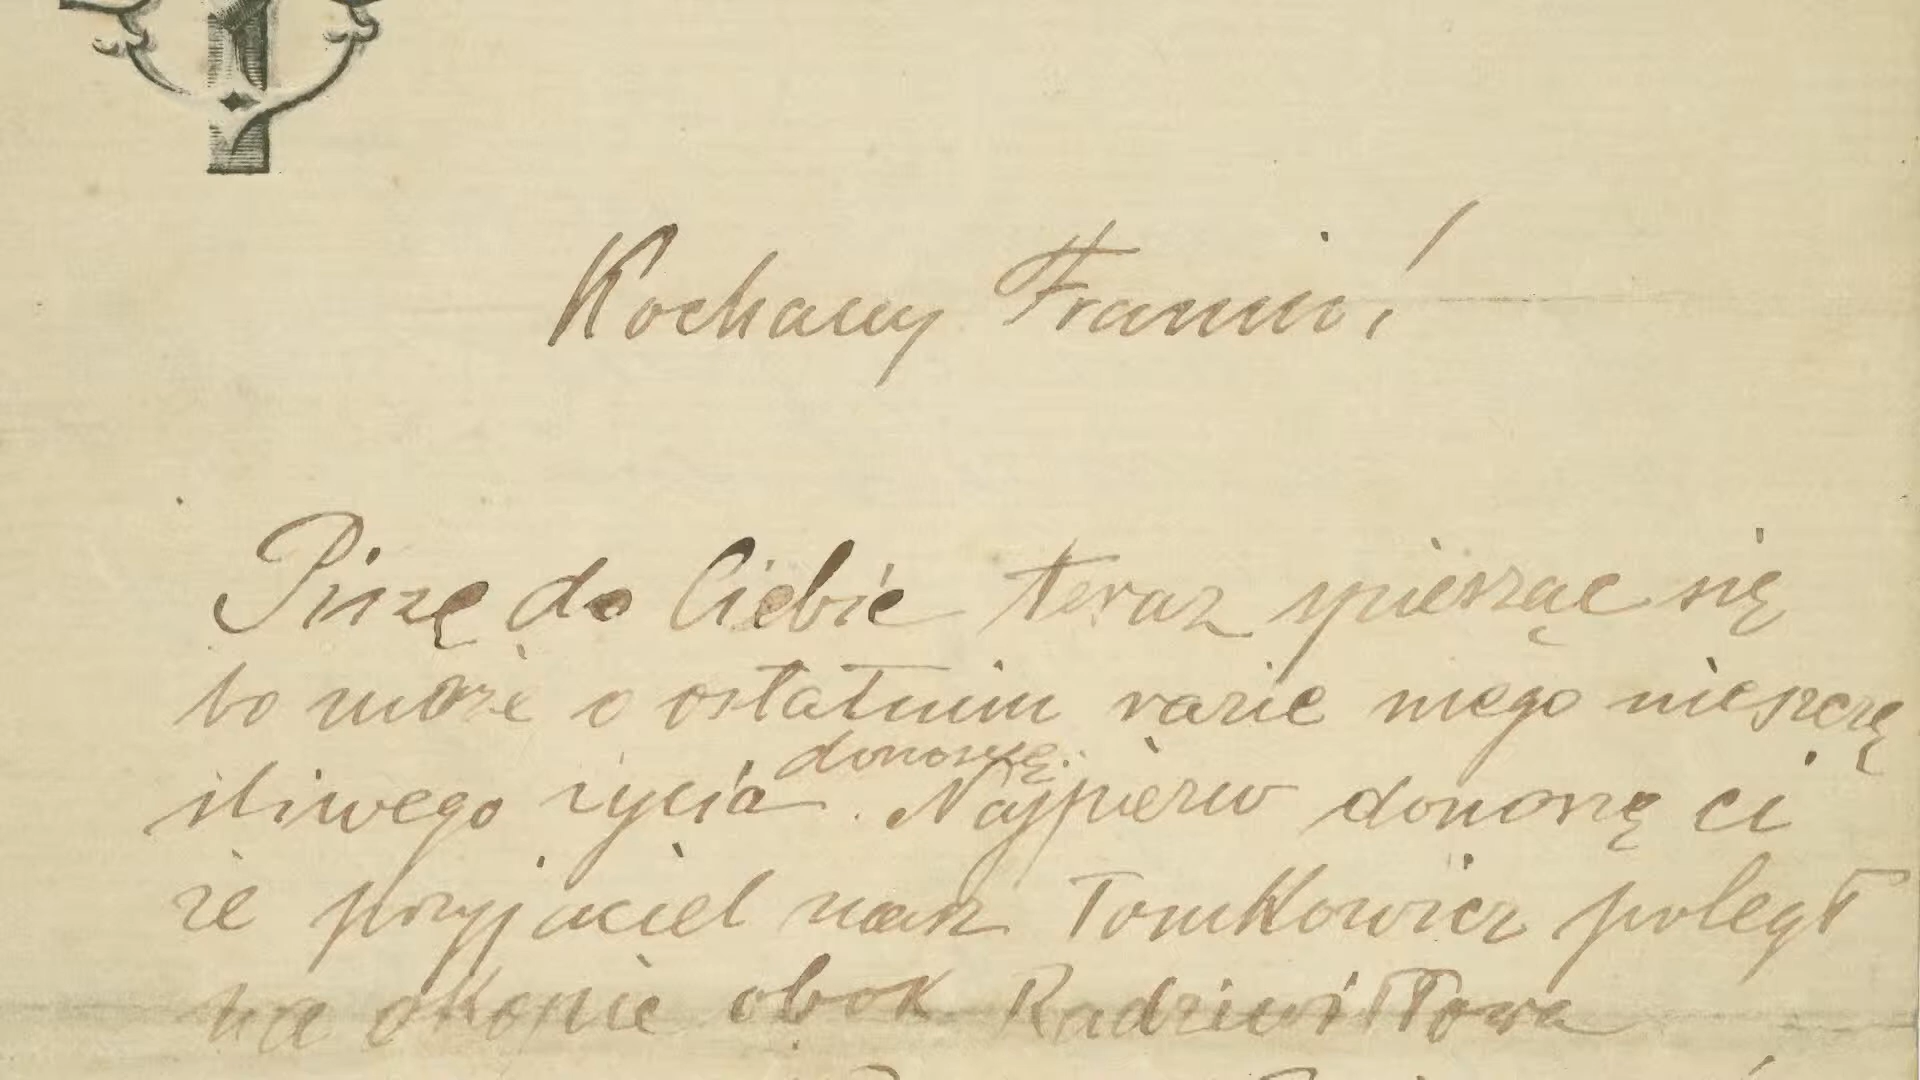 Kochany Franiu!
Piszę do Ciebie teraz spiesząc się
bo może o ostatnim razie mego nieszczę
śliwego życia donoszę. Najpierw donoszę ci
że przyjaciel nasz Tomkowicz poległ
na okopie obok Radziwiłłowa